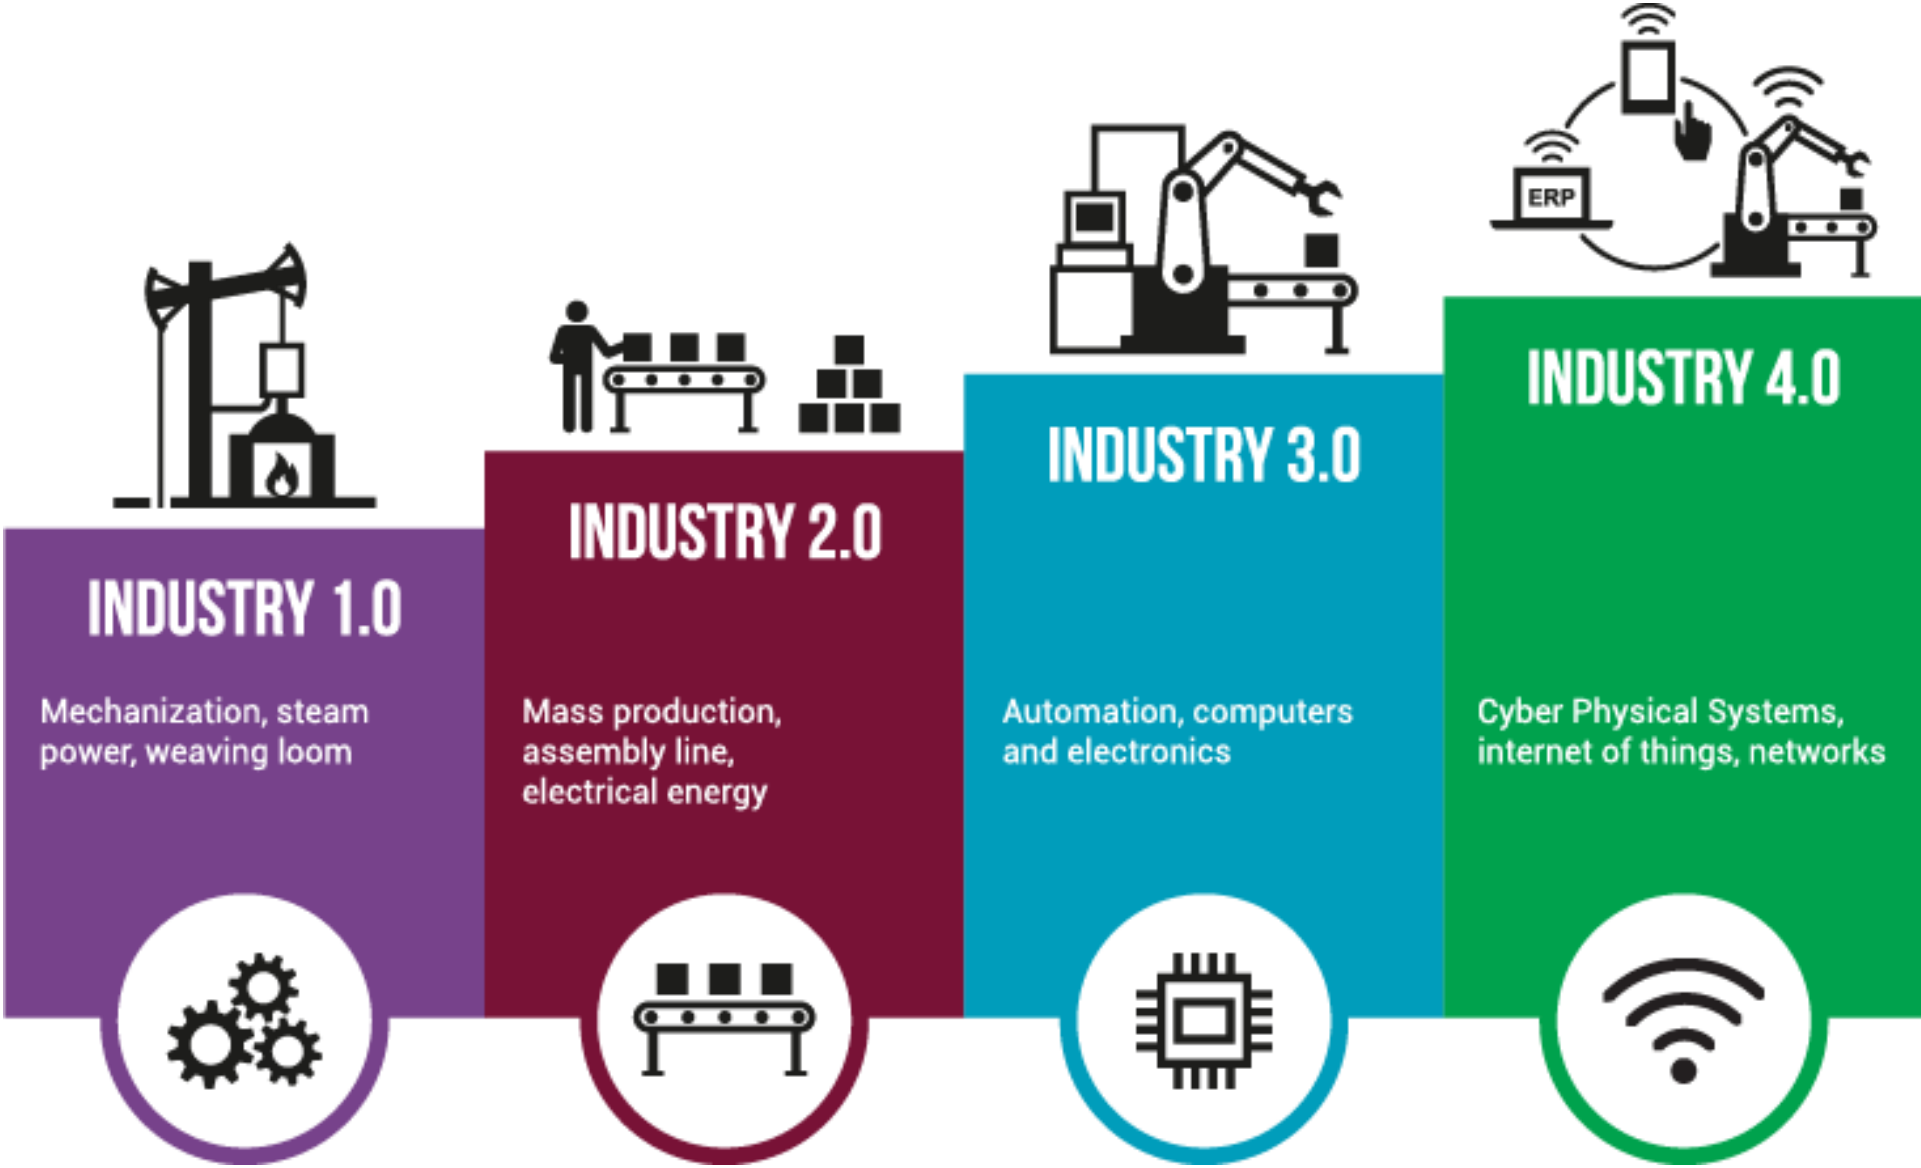 ERP
INDUSTRY 1.0
Mechanization, steam
power, weaving loom
INDUSTRY 2.0
Mass production,
assembly line,
electrical energy
INDUSTRY 3.0
Automation, computers
and electronics
INDUSTRY 4.0
Cyber Physical Systems,
internet of things, networks